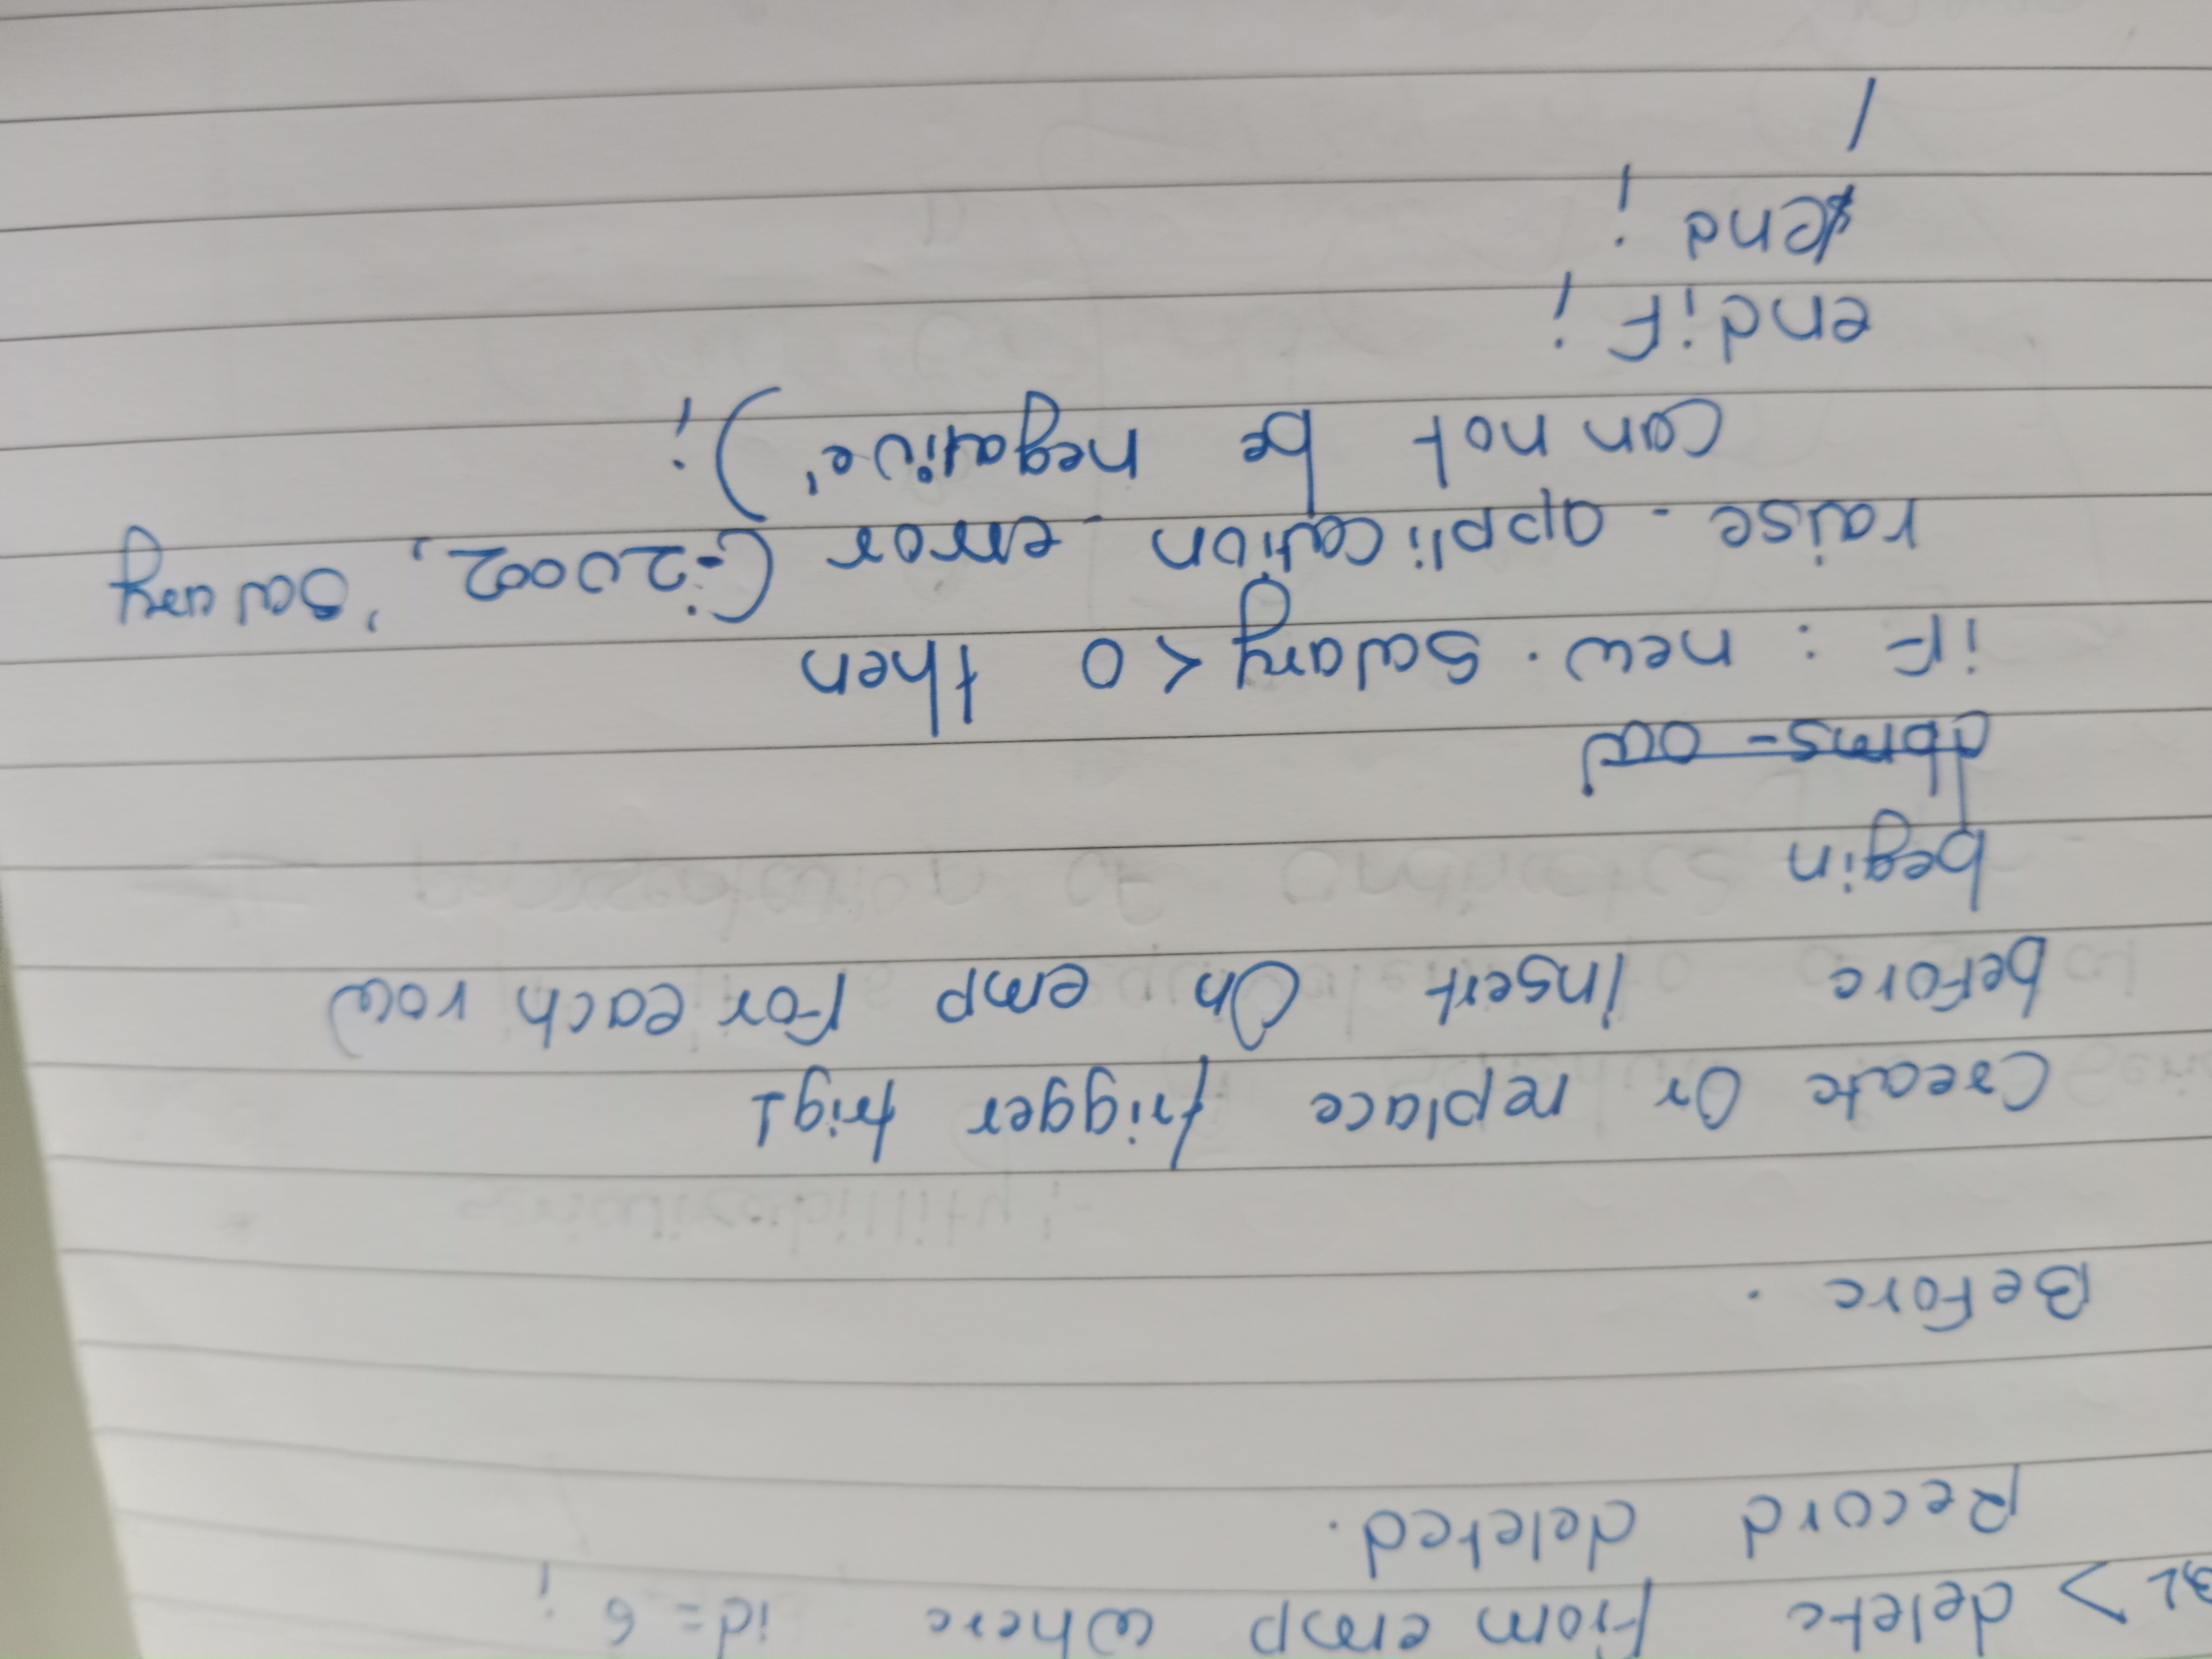 > delete from emp where id = 6 ;
Record deleted.
Before .
Create Or replace trigger trig1
before insert On emp for each row
begin
dbms-
if : new . salary < 0 then
raise - application - error (-20002, 'Salary
can not be negative' ) ;
endif ;
end ;
/